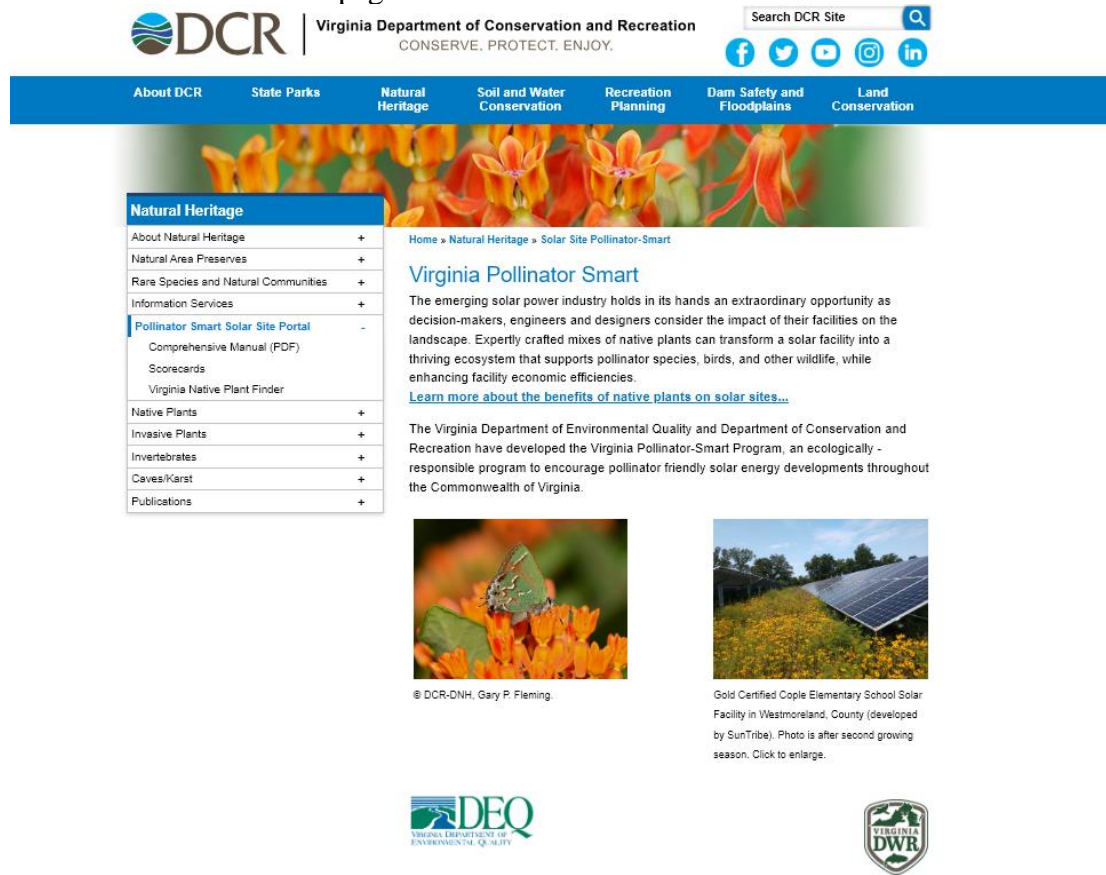 pag
DCR
Virginia Department of Conservation and Recreation
CONSERVE. PROTECT. ENJOY.
Search DCR Site
About DCR
State Parks
Natural
Heritage
Soil and Water
Conservation
Recreation
Planning
Dam Safety and
Floodplains
Land
Conservation
Natural Heritage
About Natural Heritage +
Natural Area Preserves +
Rare Species and Natural Communities +
Information Services +
Pollinator Smart Solar Site Portal -
Comprehensive Manual (PDF)
Scorecards
Virginia Native Plant Finder
Native Plants +
Invasive Plants +
Invertebrates +
Caves/Karst +
Publications +
Home » Natural Heritage » Solar Site Pollinator-Smart
Virginia Pollinator Smart
The emerging solar power industry holds in its hands an extraordinary opportunity as
decision-makers, engineers and designers consider the impact of their facilities on the
landscape. Expertly crafted mixes of native plants can transform a solar facility into a
thriving ecosystem that supports pollinator species, birds, and other wildlife, while
enhancing facility economic efficiencies.
Learn more about the benefits of native plants on solar sites...
The Virginia Department of Environmental Quality and Department of Conservation and
Recreation have developed the Virginia Pollinator-Smart Program, an ecologically -
responsible program to encourage pollinator friendly solar energy developments throughout
the Commonwealth of Virginia.
© DCR-DNH, Gary P. Fleming.
Gold Certified Cople Elementary School Solar
Facility in Westmoreland, County (developed
by SunTribe). Photo is after second growing
season. Click to enlarge.
DEQ
VIRGINIA DEPARTMENT OF
ENVIRONMENTAL QUALITY
VIRGINIA
DWR